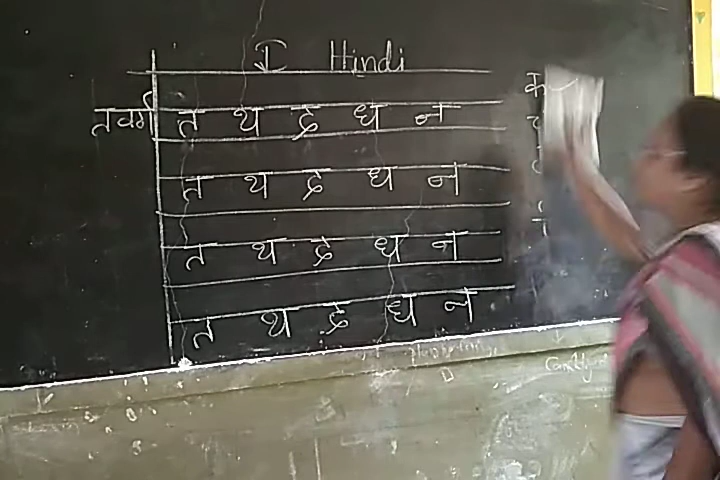 I Hindi
तवर्ग त थ द ध न
त थ द ध न
त थ द ध न
त थ द ध न
क